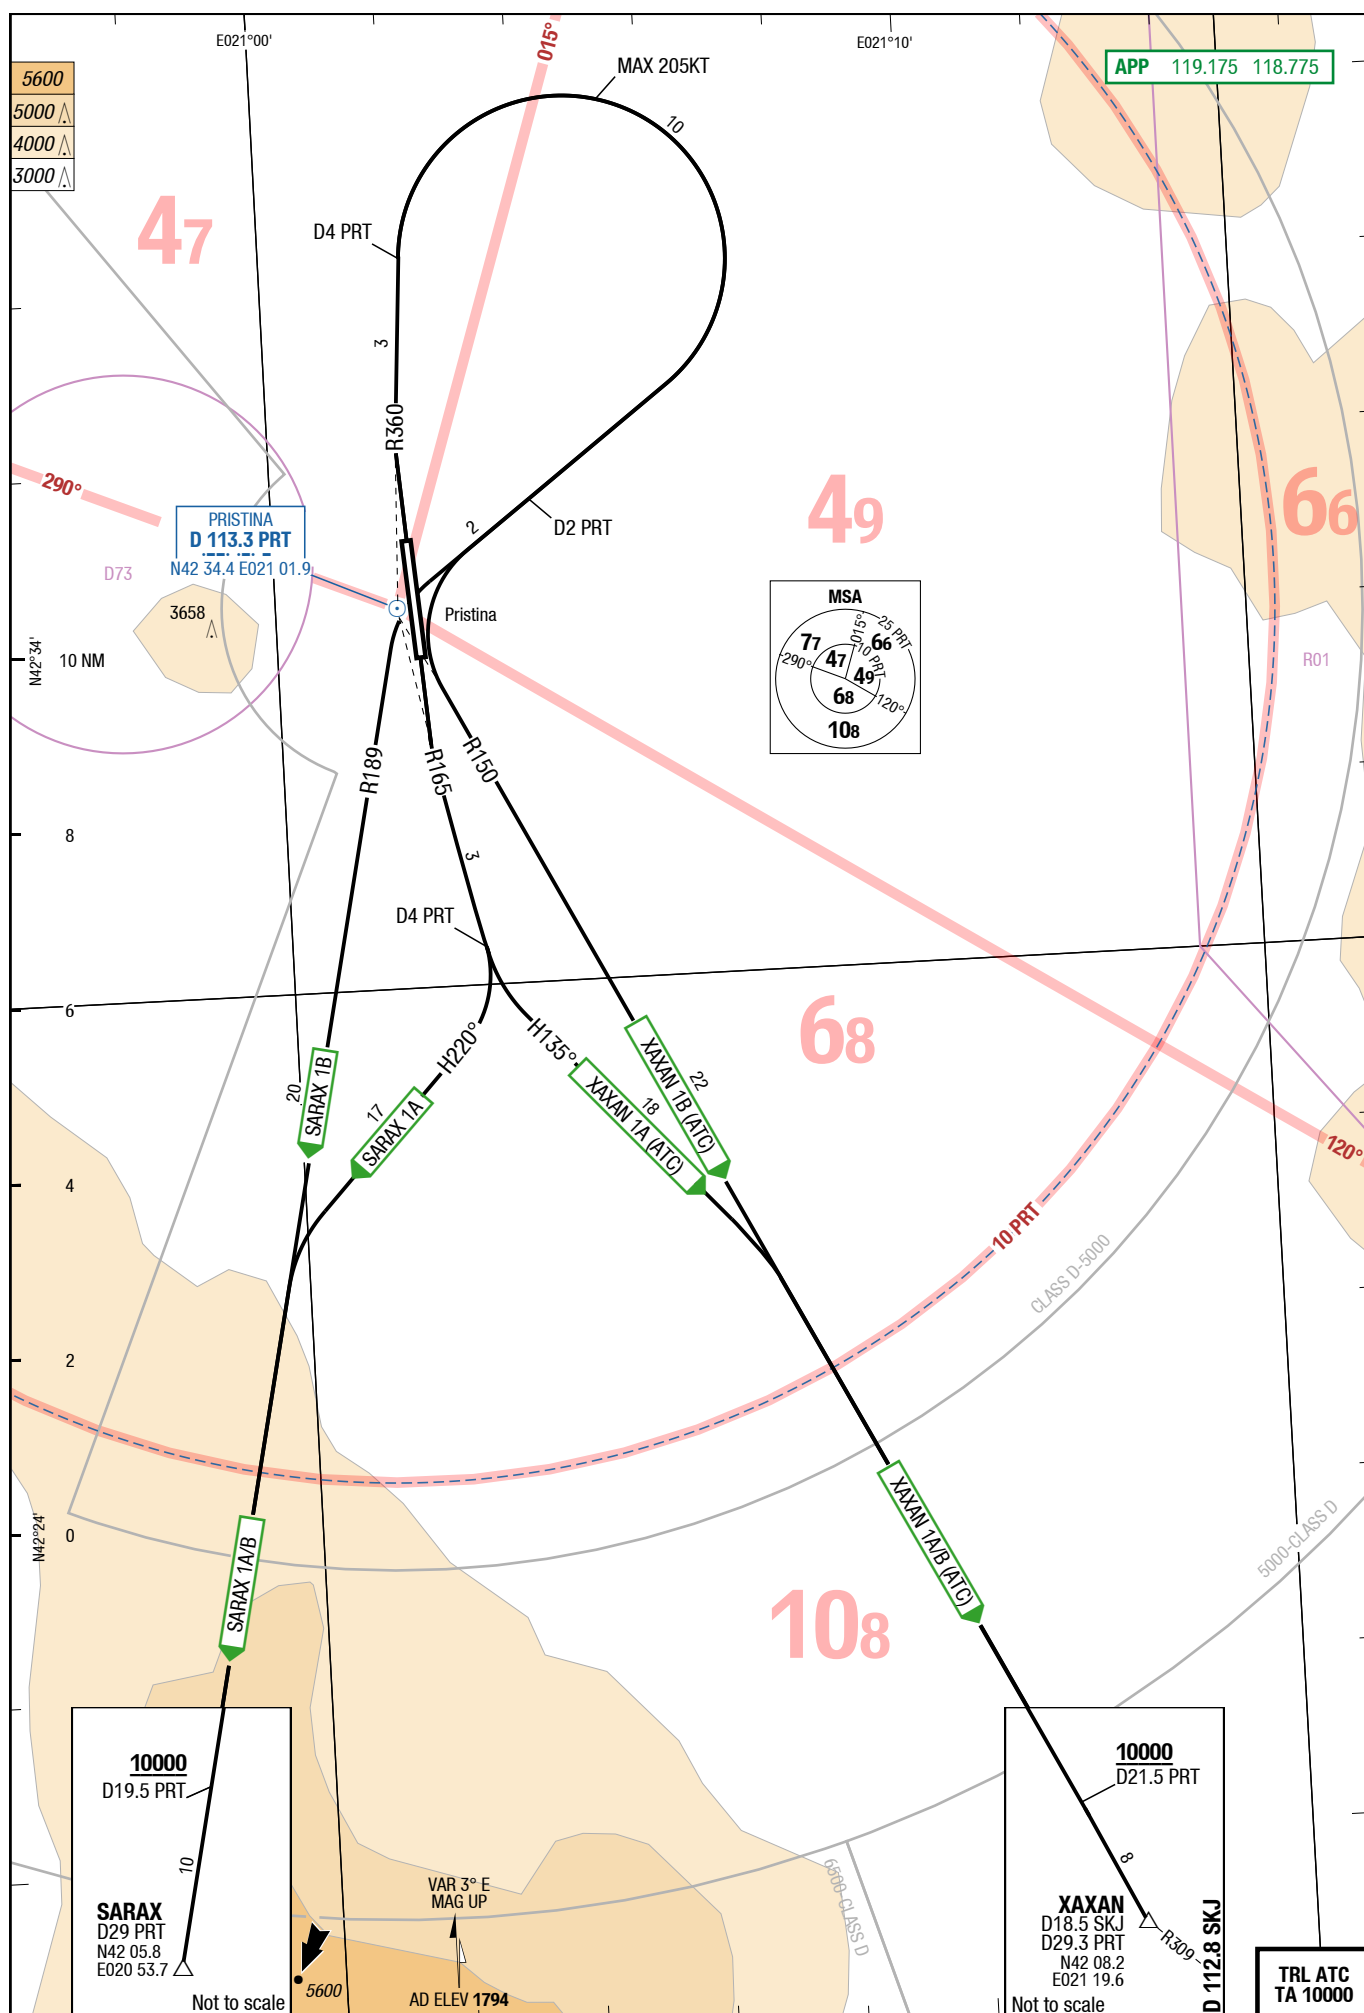 E021°00'
015°
E021°10'
MAX 205KT
APP 119.175 118.775
5600
5000
4000
3000
10
47
D4 PRT
3
R360
290°
PRISTINA
D 113.3 PRT
N42 34.4 E021 01.9
D73
2
D2 PRT
49
66
3658
Pristina
MSA
77
015°
25 PRT
66
290°
47
10 PRT
49
68
120°
108
N42°34'
10 NM
R01
R189
R165
R150
8
3
D4 PRT
6
H220°
H135°
68
20
SARAX 1B
17
SARAX 1A
18
XAXAN 1A (ATC)
22
XAXAN 1B (ATC)
120°
4
10 PRT
CLASS D-5000
2
N42°24'
0
SARAX 1A/B
XAXAN 1A/B (ATC)
5000-CLASS D
108
10000
D19.5 PRT
10
SARAX
D29 PRT
N42 05.8
E020 53.7
Not to scale
5600
VAR 3° E
MAG UP
AD ELEV 1794
6500-CLASS D
10000
D21.5 PRT
8
XAXAN
D18.5 SKJ
D29.3 PRT
N42 08.2
E021 19.6
R309
D 112.8 SKJ
Not to scale
TRL ATC
TA 10000